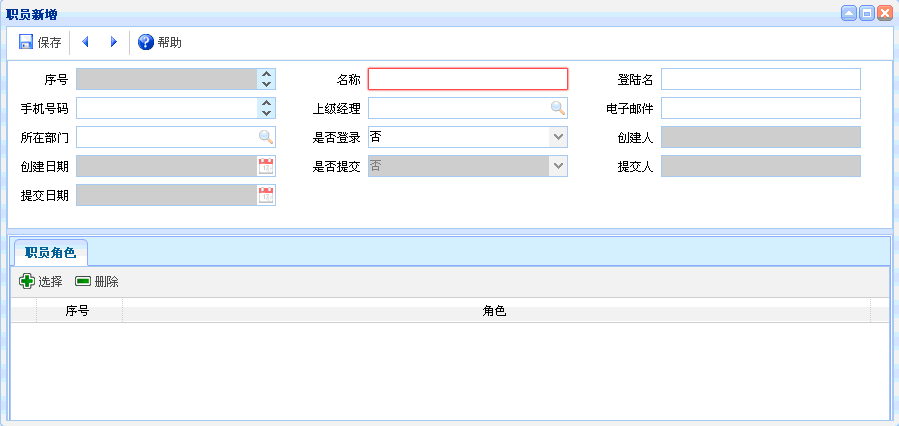 职员新增
保存 帮助
序号 名称 登陆名
手机号码 上级经理 电子邮件
所在部门 是否登录 否 创建人
创建日期 是否提交 否 提交人
提交日期
职员角色
选择 删除
序号 角色